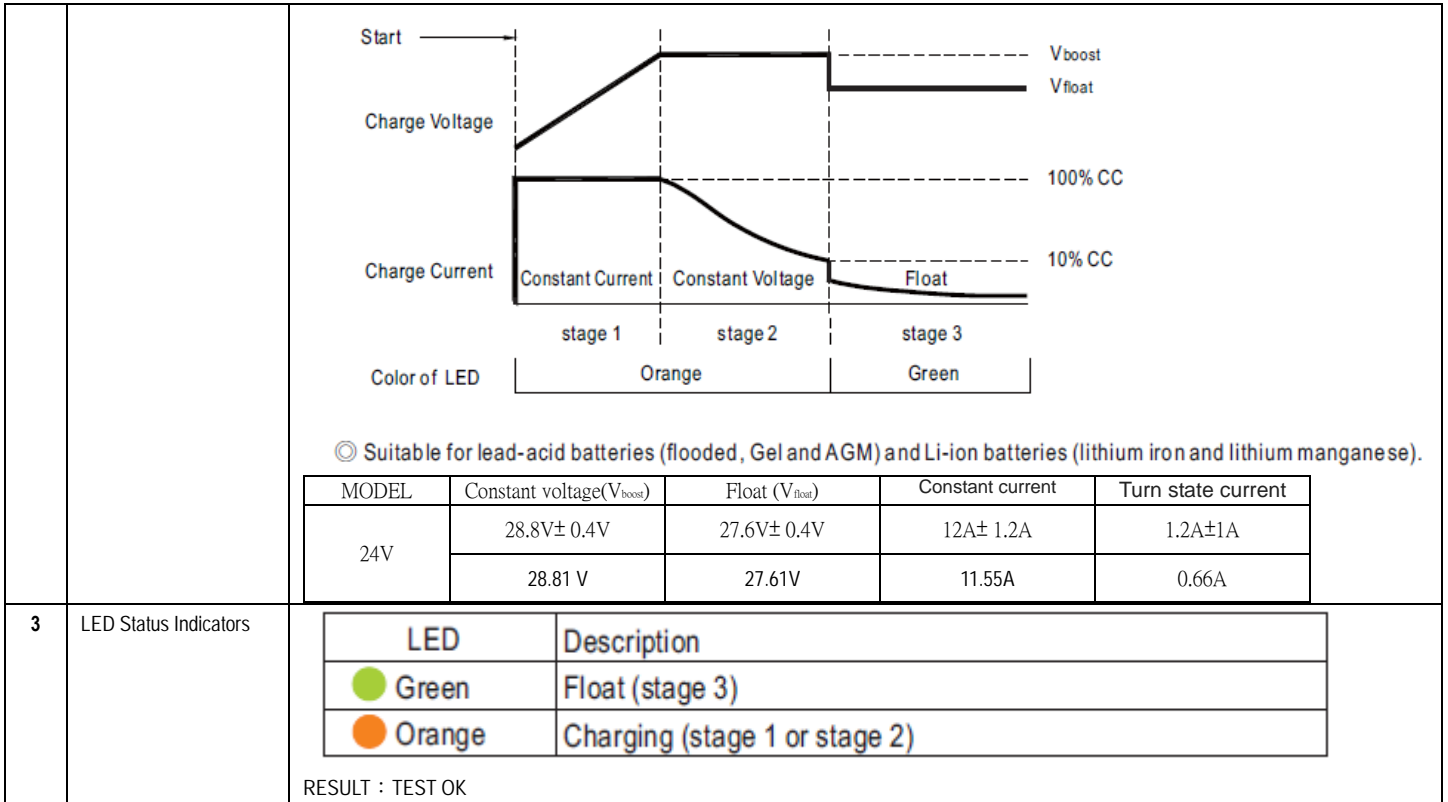 Start
Vboost
Vfloat
Charge Voltage
100% CC
10% CC
Charge Current
Constant Current Constant Voltage Float
stage 1 stage 2 stage 3
Color of LED Orange Green
◎ Suitable for lead-acid batteries (flooded, Gel and AGM) and Li-ion batteries (lithium iron and lithium manganese).
MODEL Constant voltage(Vboost) Float (Vfloat) Constant current Turn state current
24V
28.8V± 0.4V 27.6V± 0.4V 12A± 1.2A 1.2A±1A
28.81 V 27.61V 11.55A 0.66A
3 LED Status Indicators
LED Description
Green Float (stage 3)
Orange Charging (stage 1 or stage 2)
RESULT：TEST OK